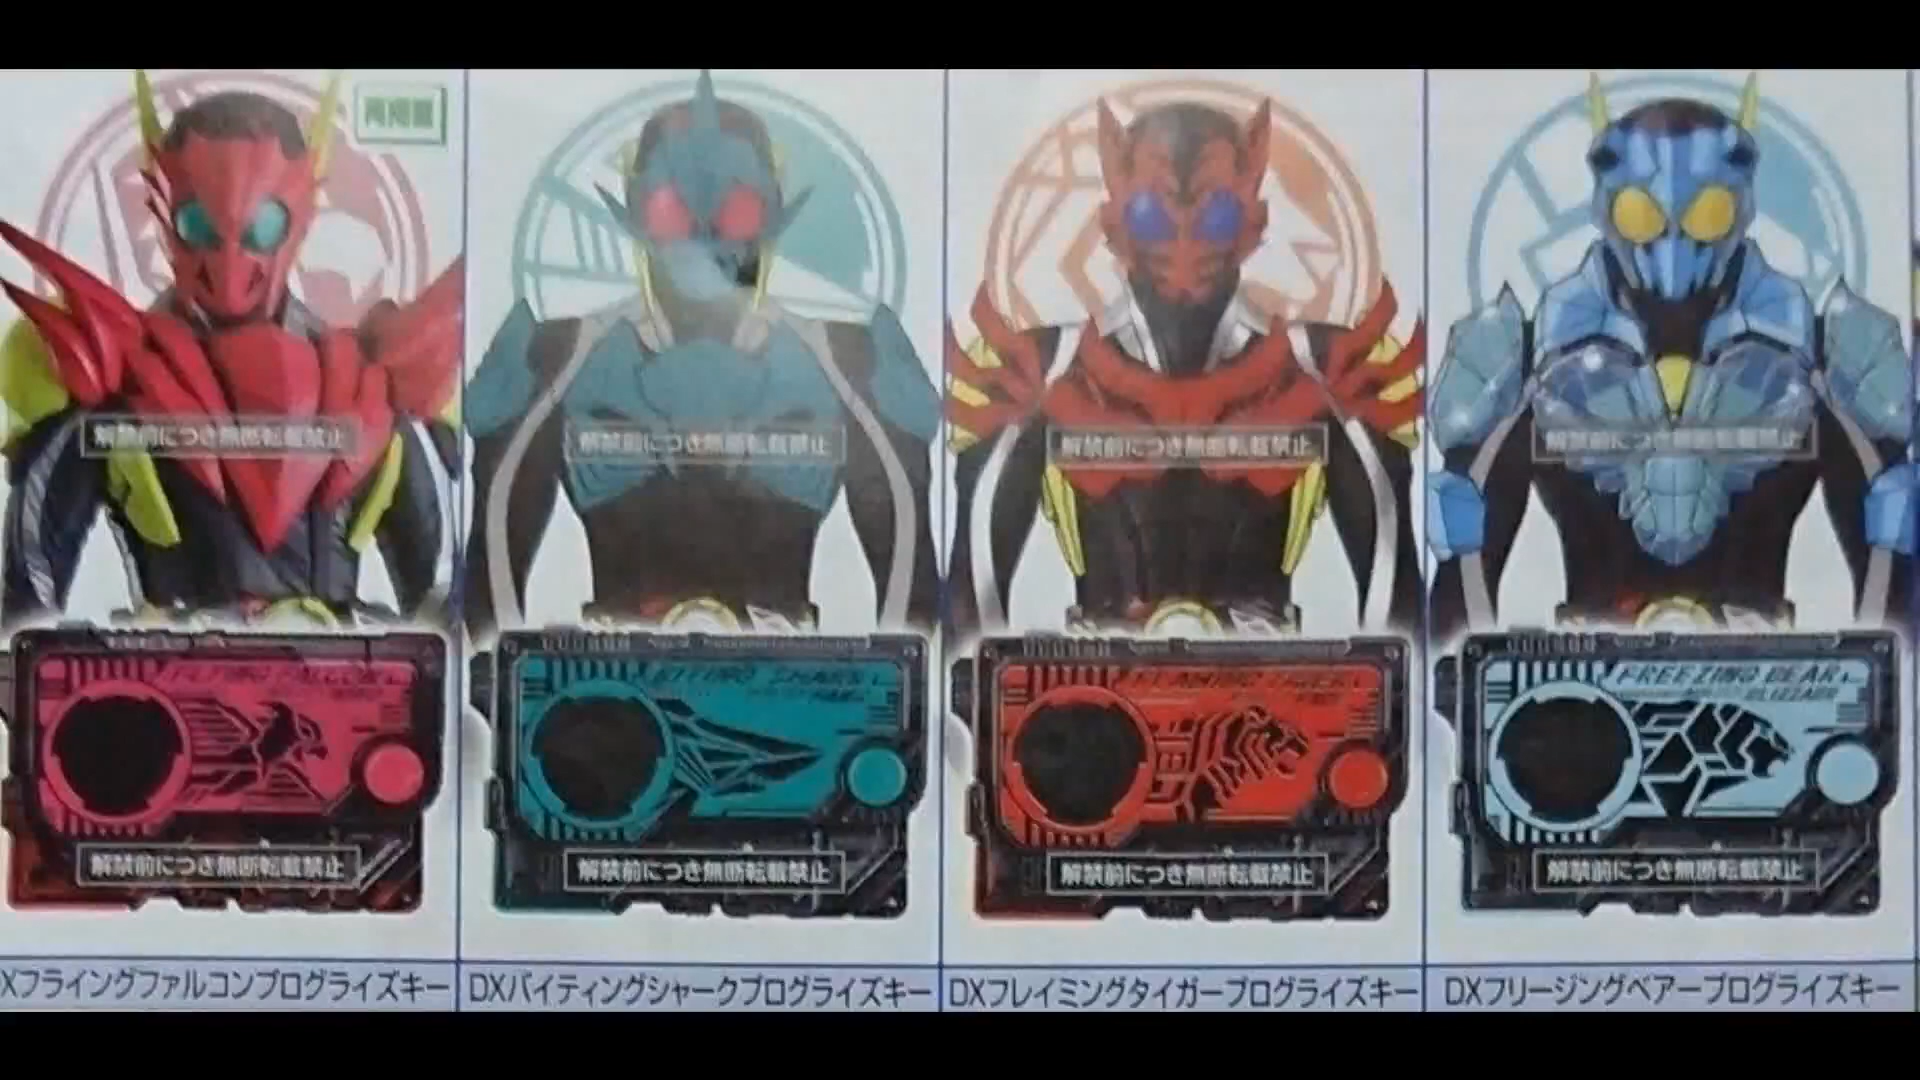 再掲載
解禁前につき無断転載禁止
解禁前につき無断転載禁止
解禁前につき無断転載禁止
解禁前につき無断転載禁止
FLYING FALCON
BITING SHARK
FLAMING TIGER
FREEZING BEAR
BLIZZARD
解禁前につき無断転載禁止
解禁前につき無断転載禁止
解禁前につき無断転載禁止
解禁前につき無断転載禁止
Xフライングファルコンプログライズキー
DXバイティングシャークプログライズキー
DXフレイミングタイガープログライズキー
DXフリージングベアープログライズキー